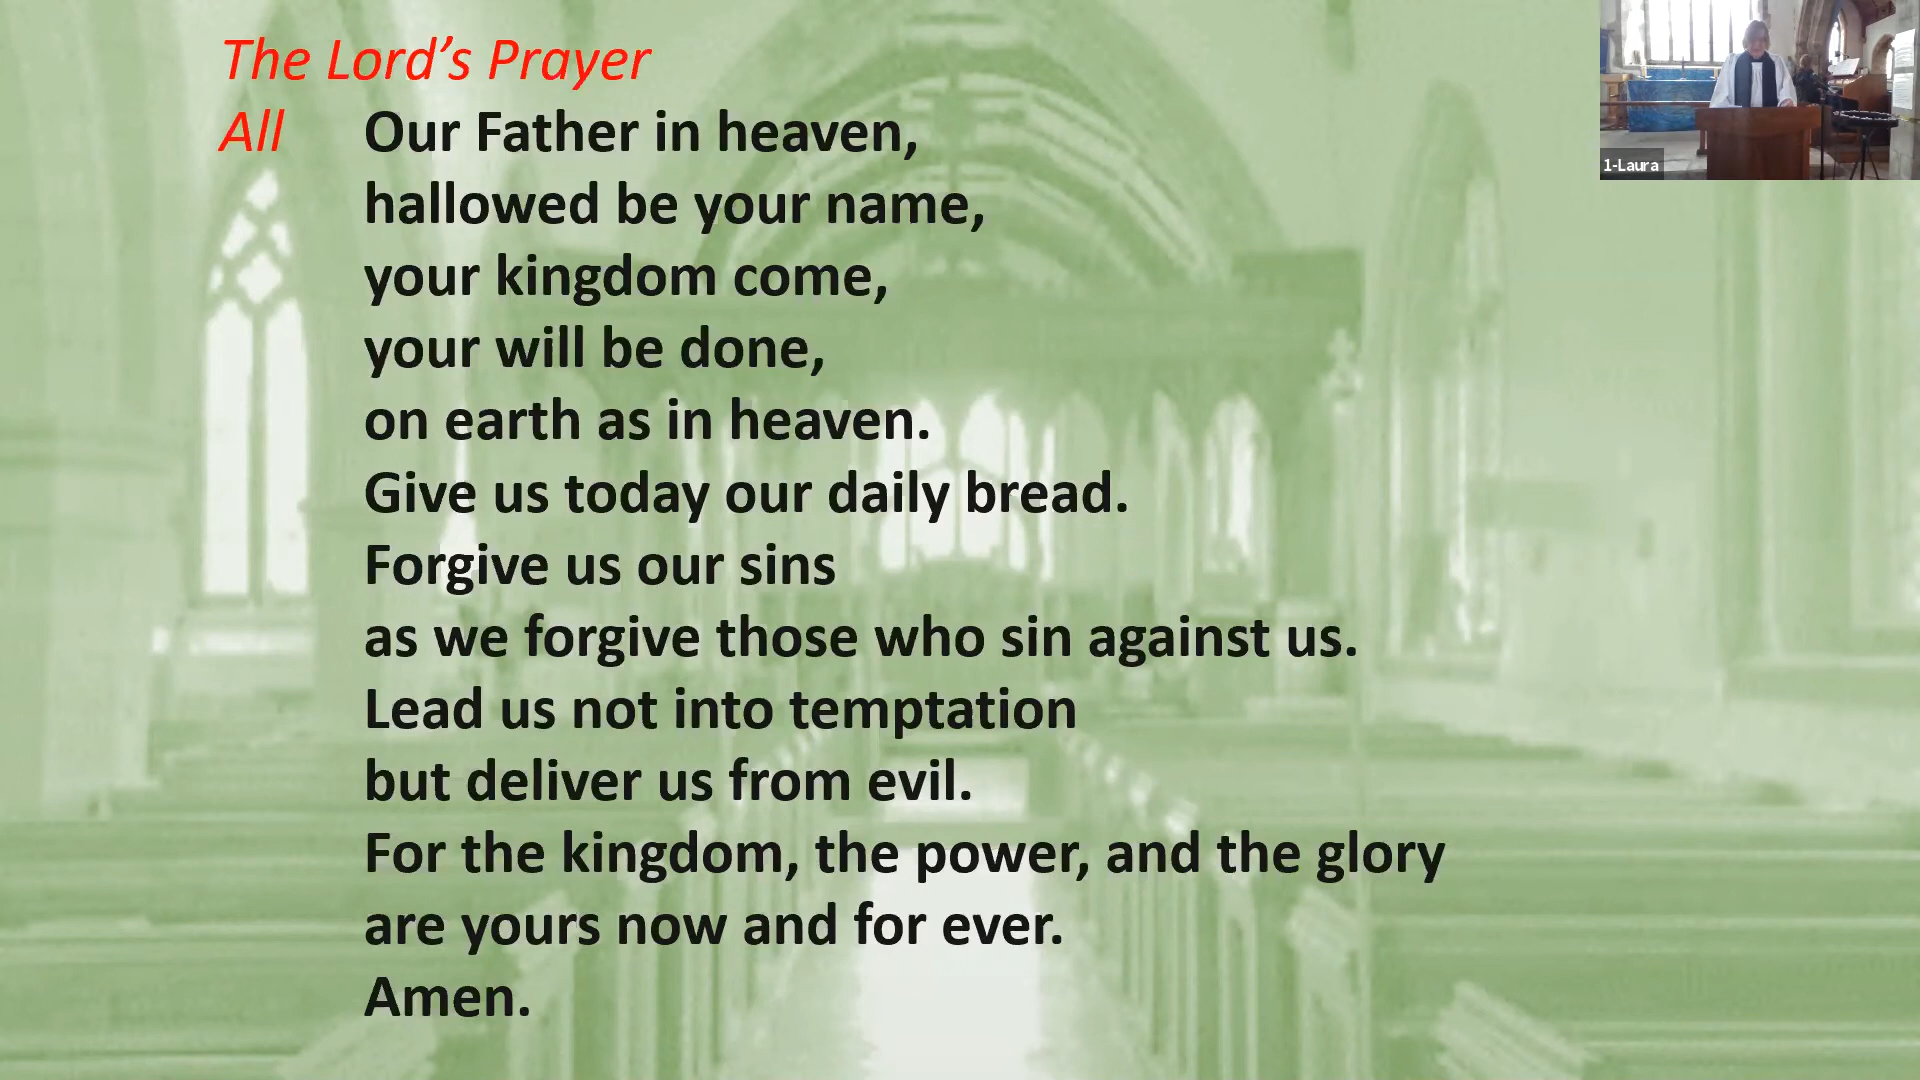 The Lord’s Prayer
All Our Father in heaven,
hallowed be your name,
your kingdom come,
your will be done,
on earth as in heaven.
Give us today our daily bread.
Forgive us our sins
as we forgive those who sin against us.
Lead us not into temptation
but deliver us from evil.
For the kingdom, the power, and the glory
are yours now and for ever.
Amen.
1-Laura